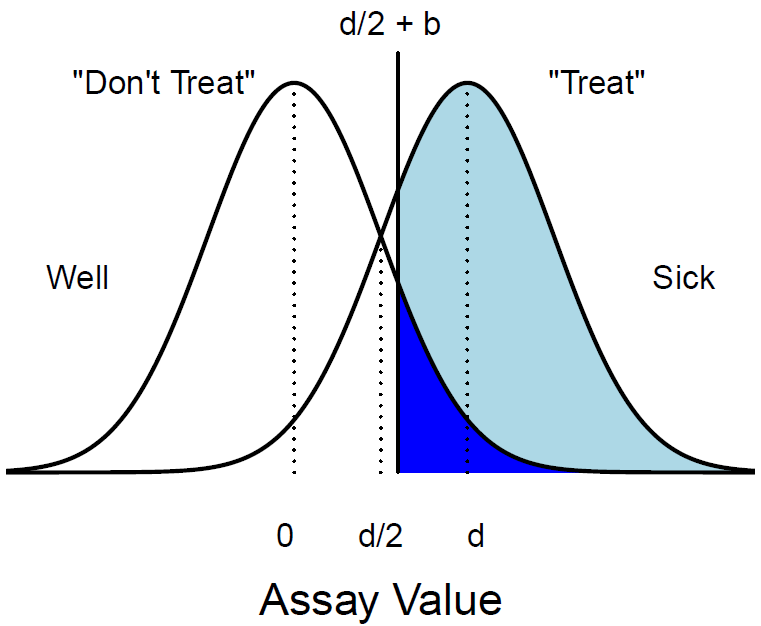 d/2 + b
"Don't Treat"
"Treat"
Well
Sick
0
d/2
d
Assay Value